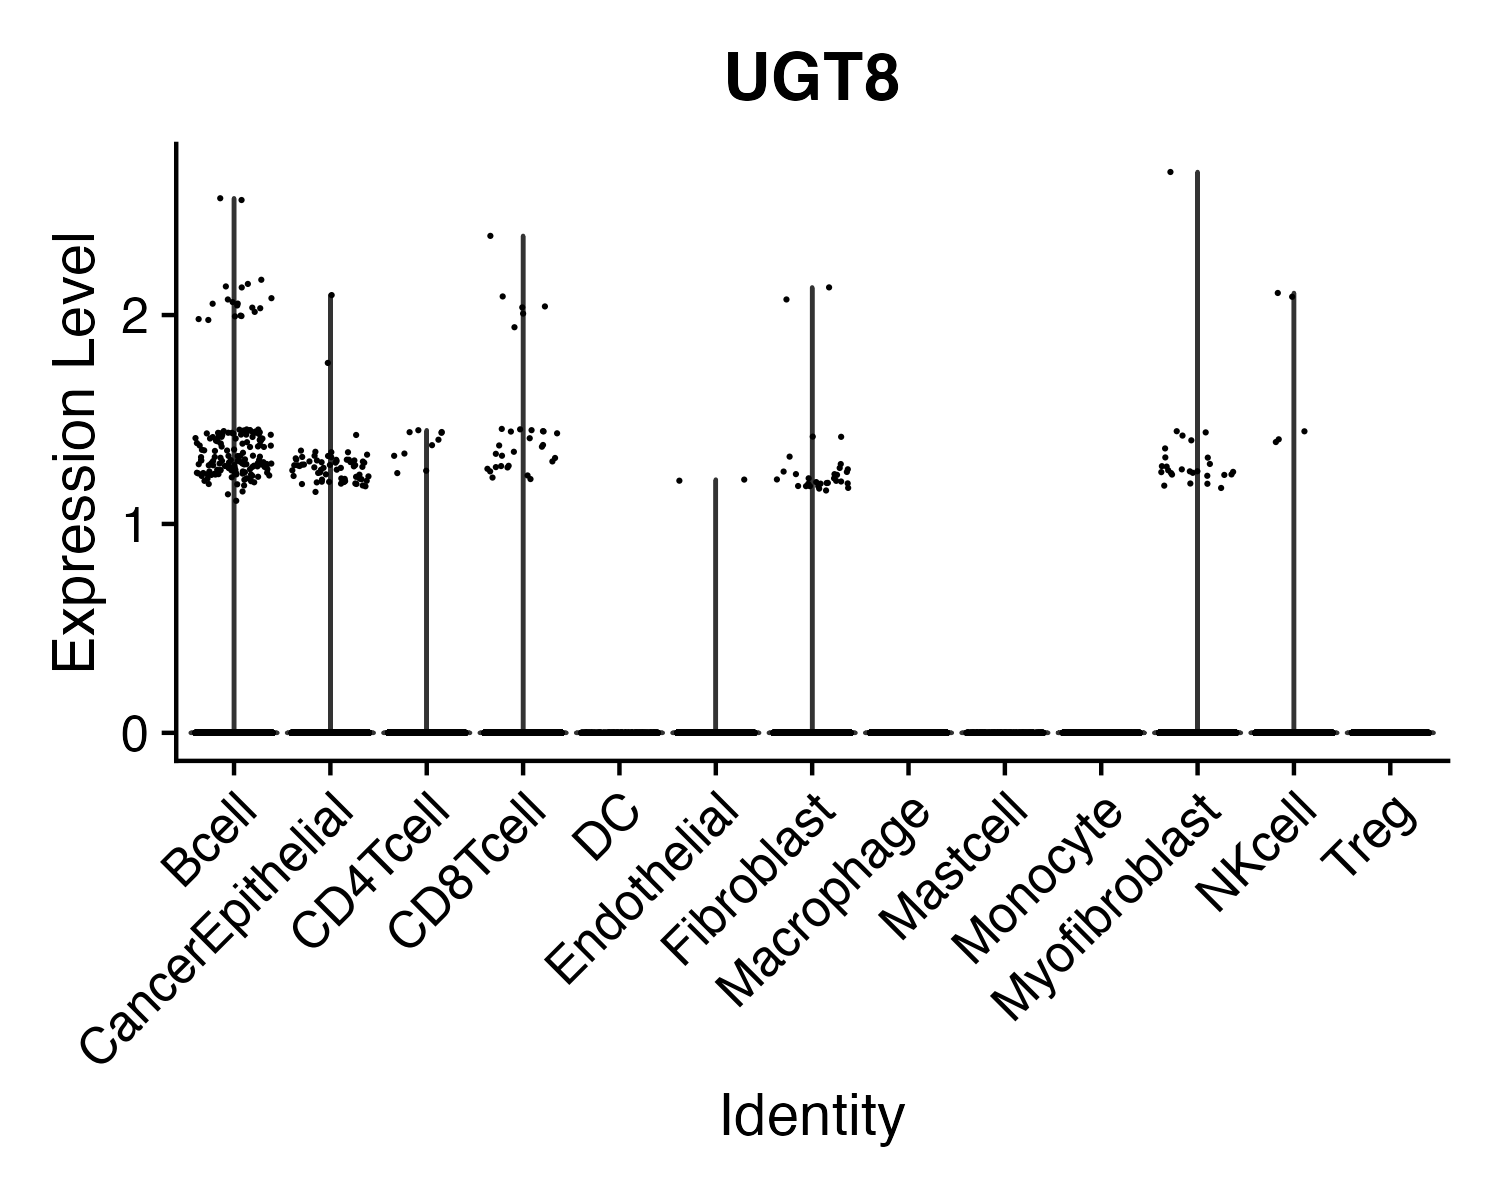 UGT8
Expression Level
2
1
0
Bcell
CancerEpithelial
CD4Tcell
CD8Tcell
DC
Endothelial
Fibroblast
Macrophage
Mastcell
Monocyte
Myofibroblast
NKcell
Treg
Identity